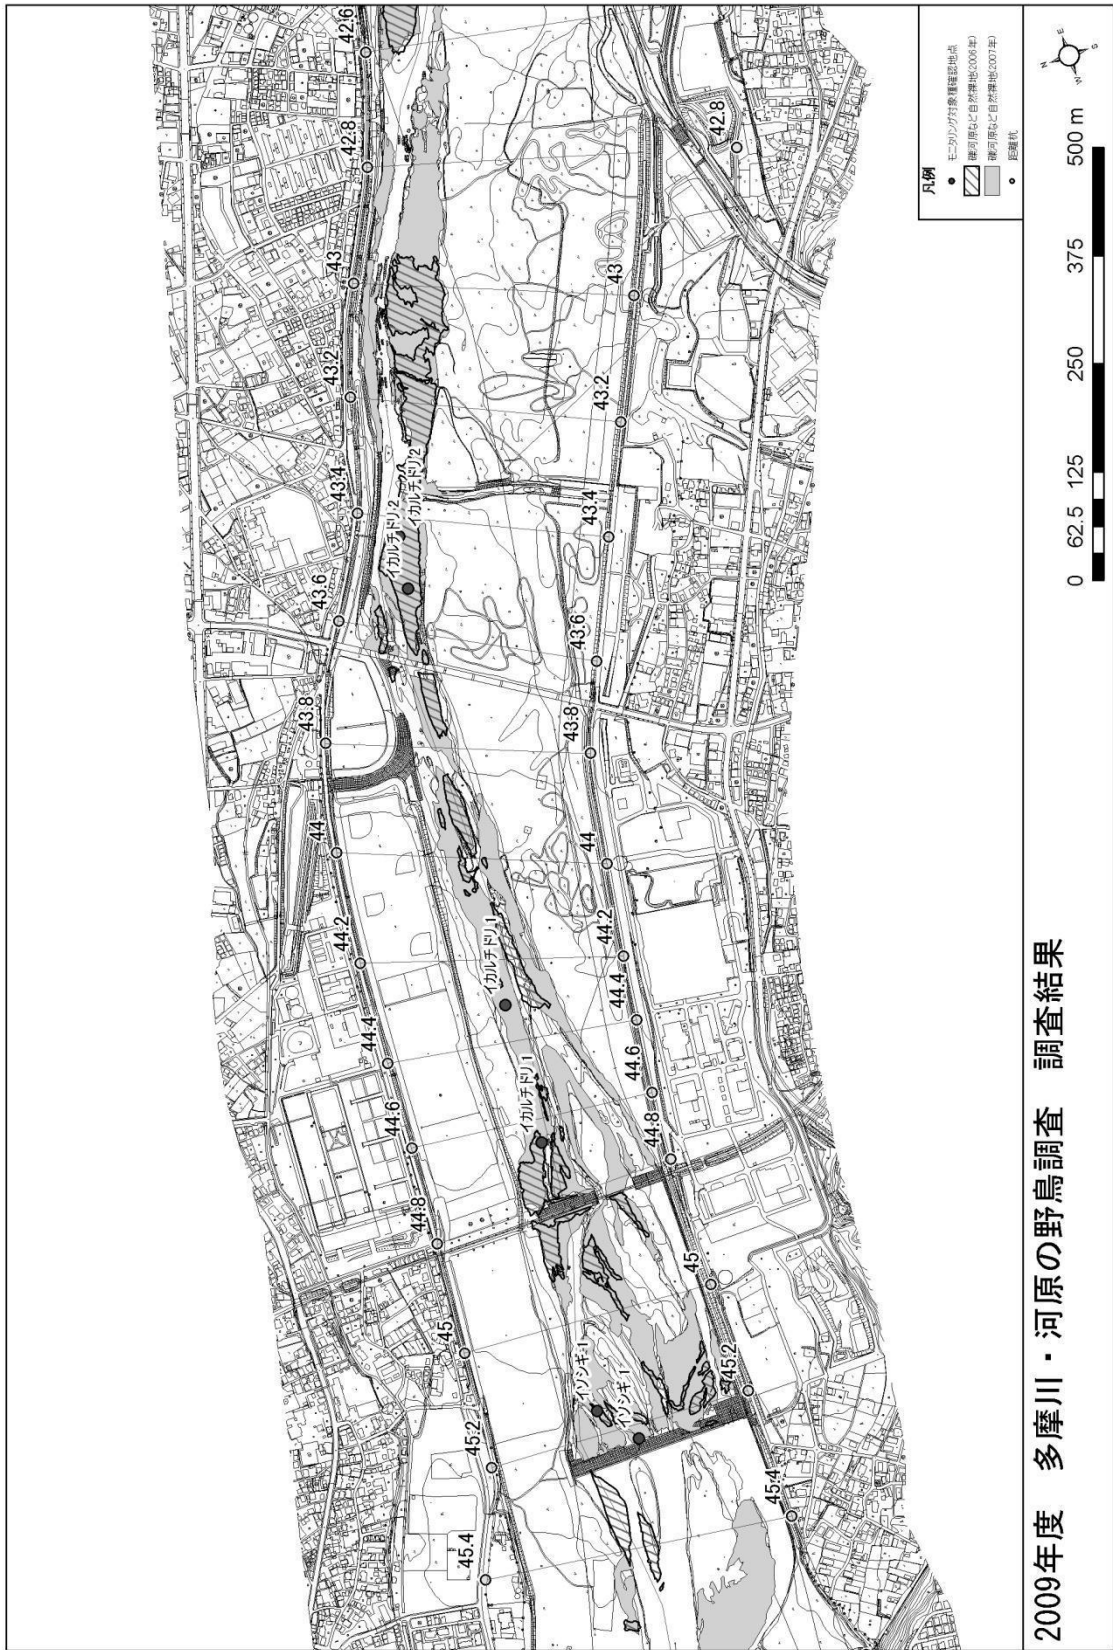 2009年度 多摩川・河原の野鳥調査 調査結果
凡例
モニタリング対象種確認地点
礫河原など自然裸地(2006年)
礫河原など自然裸地(2007年)
距離杭
N
E
S
W
0 62.5 125 250 375 500 m
45.4
45.2
45
44.8
44.6
44.4
44.2
44
43.8
43.6
43.4
43.2
43
42.8
42.6
イソシギ,1
イソシギ,1
イカルチドリ,1
イカルチドリ,1
イカルチドリ,2
イカルチドリ,2
45.4
45.2
45
44.8
44.6
44.4
44.2
44
43.8
43.6
43.4
43.2
43
42.8